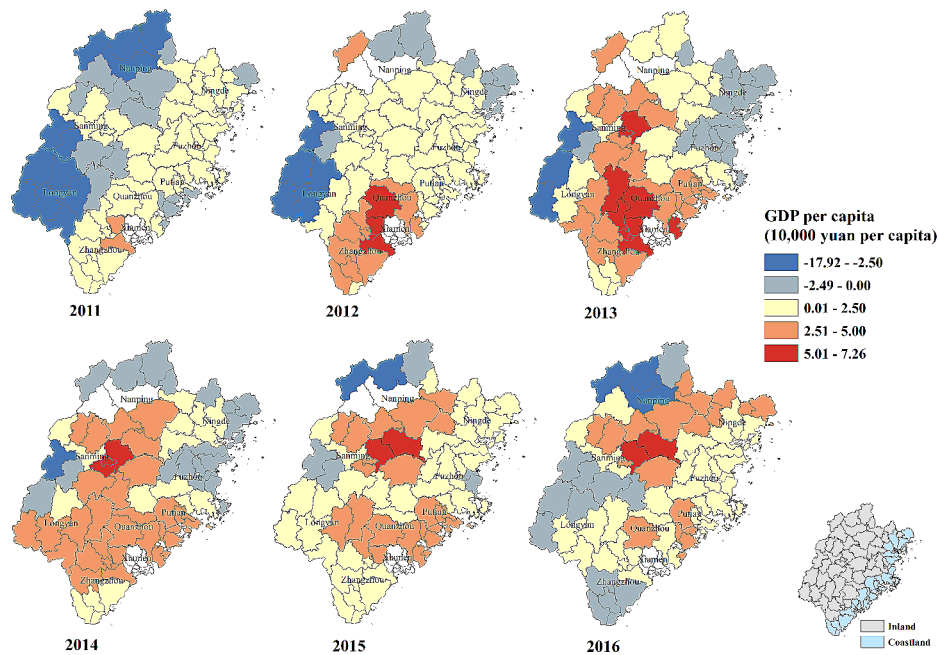 Nanping
Ningde
Sanming
Fuzhou
Longyan
Putian
Quanzhou
Xiamen
Zhangzhou
2011
Nanping
Ningde
Sanming
Fuzhou
Longyan
Putian
Quanzhou
Xiamen
Zhangzhou
2012
Nanping
Ningde
Sanming
Fuzhou
Longyan
Putian
Quanzhou
Xiamen
2013
GDP per capita
(10,000 yuan per capita)
-17.92 - -2.50
-2.49 - 0.00
0.01 - 2.50
2.51 - 5.00
5.01 - 7.26
Nanping
Ningde
Sanming
Fuzhou
Longyan
Putian
Quanzhou
Xiamen
Zhangzhou
2014
Nanping
Ningde
Sanming
Fuzhou
Longyan
Putian
Quanzhou
Xiamen
Zhangzhou
2015
Nanping
Ningde
Sanming
Fuzhou
Longyan
Putian
Quanzhou
Xiamen
Zhangzhou
2016
Inland
Coastland